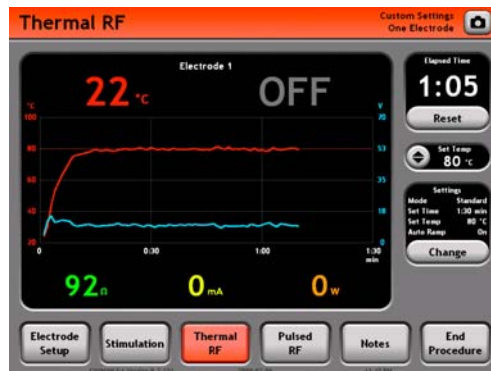 Thermal RF
Custom Settings
One Electrode
Electrode 1
22 °C
OFF
°C
100
80
60
40
20
V
70
53
35
18
0
0
0:30
1:00
1:30
min
92 Ω
0 mA
0 W
Elapsed Time
1:05
Reset
Set Temp
80 °C
Settings
Mode Standard
Set Time 1:30 min
Set Temp 80 °C
Auto Ramp On
Change
Electrode
Setup
Stimulation
Thermal
RF
Pulsed
RF
Notes
End
Procedure